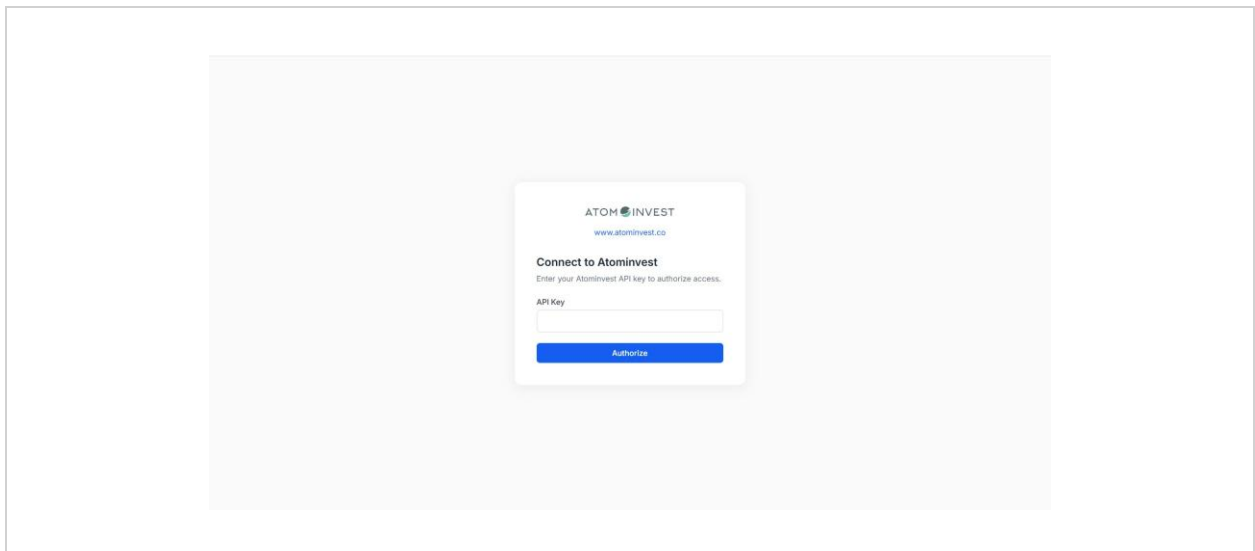 ATOM INVEST
www.atominvest.co
Connect to Atominvest
Enter your Atominvest API key to authorize access.
API Key
Authorize